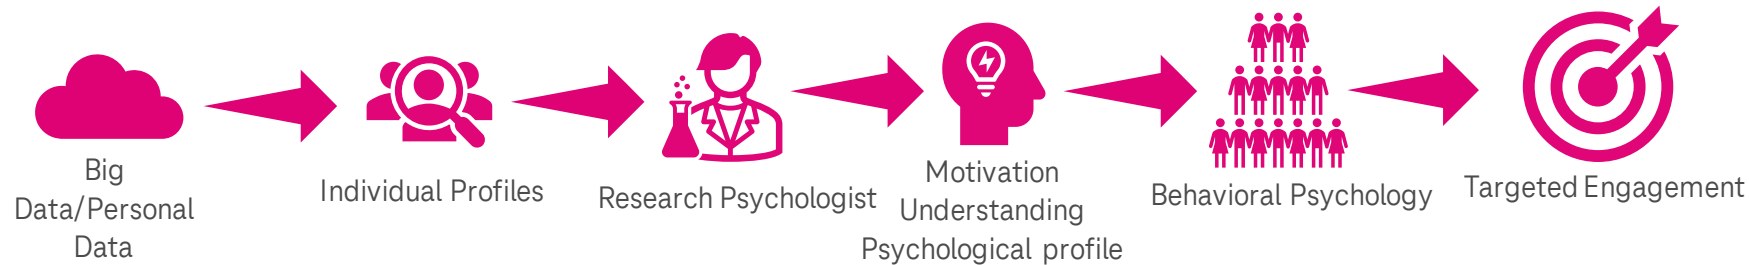 Big
Data/Personal
Data
Individual Profiles
Research Psychologist
Motivation
Understanding
Psychological profile
Behavioral Psychology
Targeted Engagement